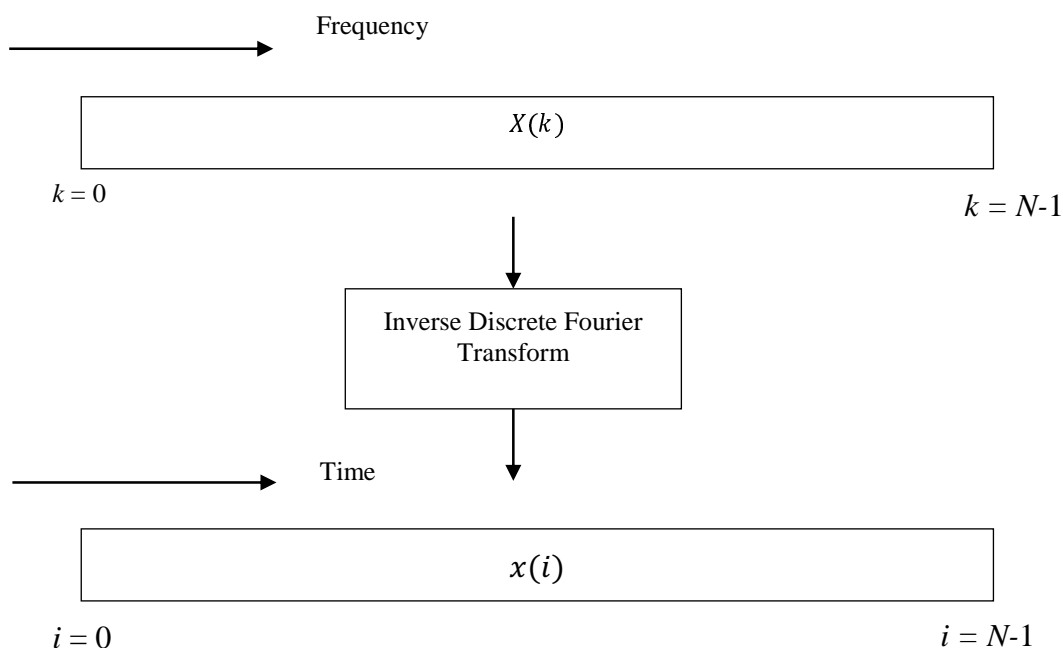 Frequency
X(k)
k = 0
k = N-1
Inverse Discrete Fourier
Transform
Time
x(i)
i = 0
i = N-1